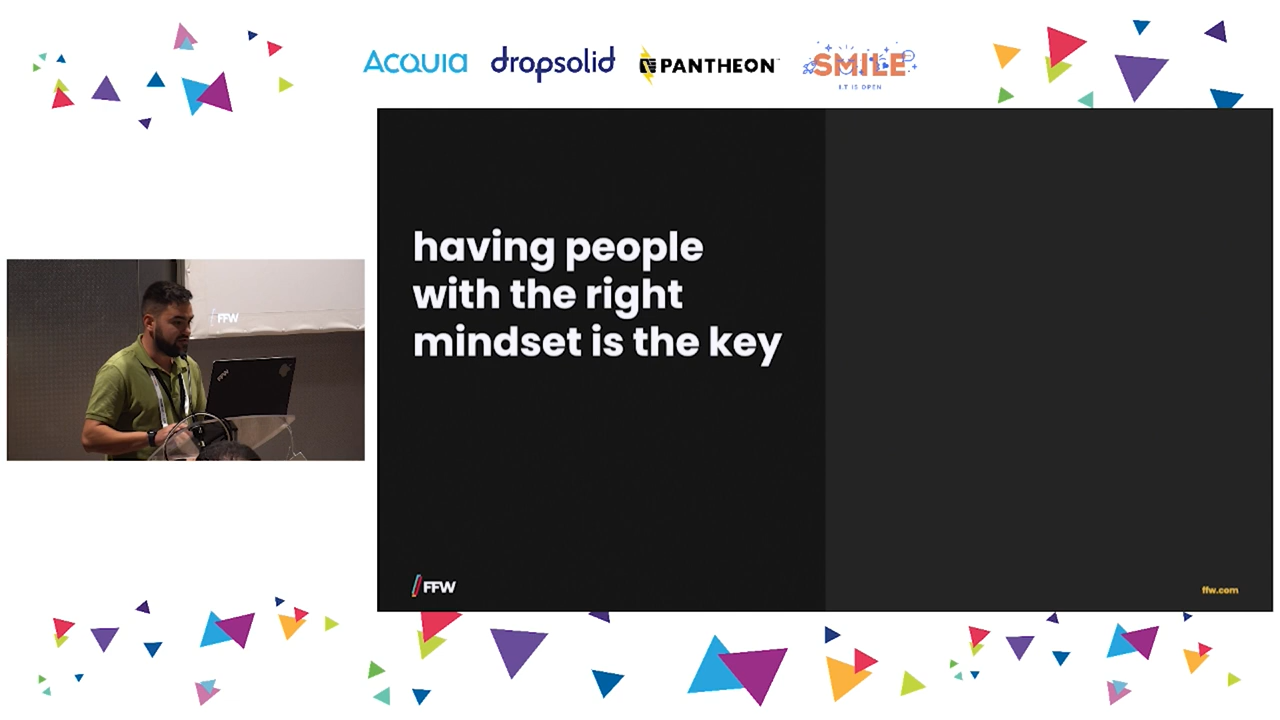 ACQUIA
dropsolid
PANTHEON
SMILE
I.T IS OPEN
having people
with the right
mindset is the key
FFW
FFW
FFW
ffw.com